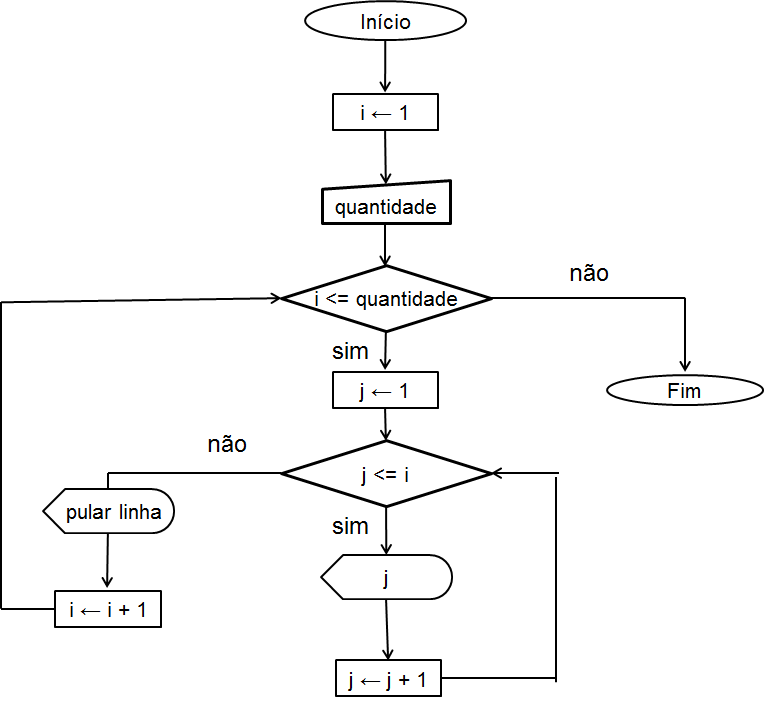 Início
i ← 1
quantidade
i <= quantidade
não
sim
Fim
j ← 1
não
j <= i
pular linha
sim
j
i ← i + 1
j ← j + 1